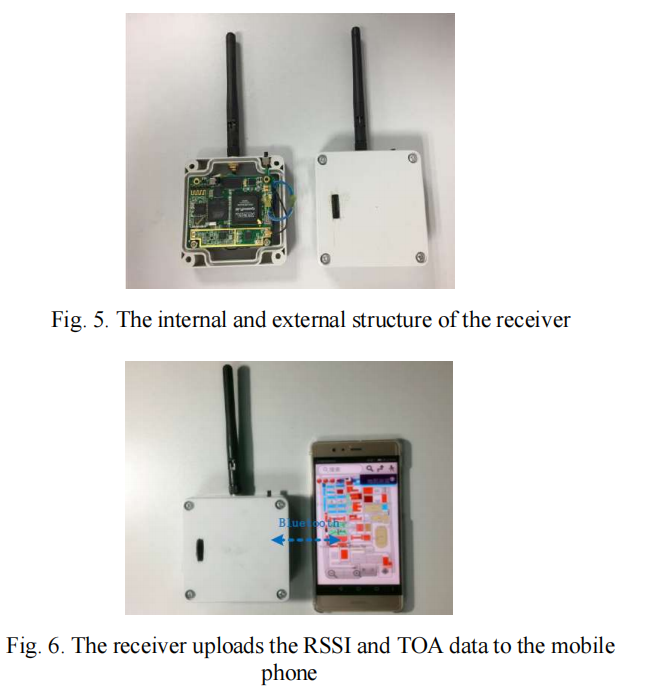 Fig. 5. The internal and external structure of the receiver
Bluetooth
Fig. 6. The receiver uploads the RSSI and TOA data to the mobile
phone